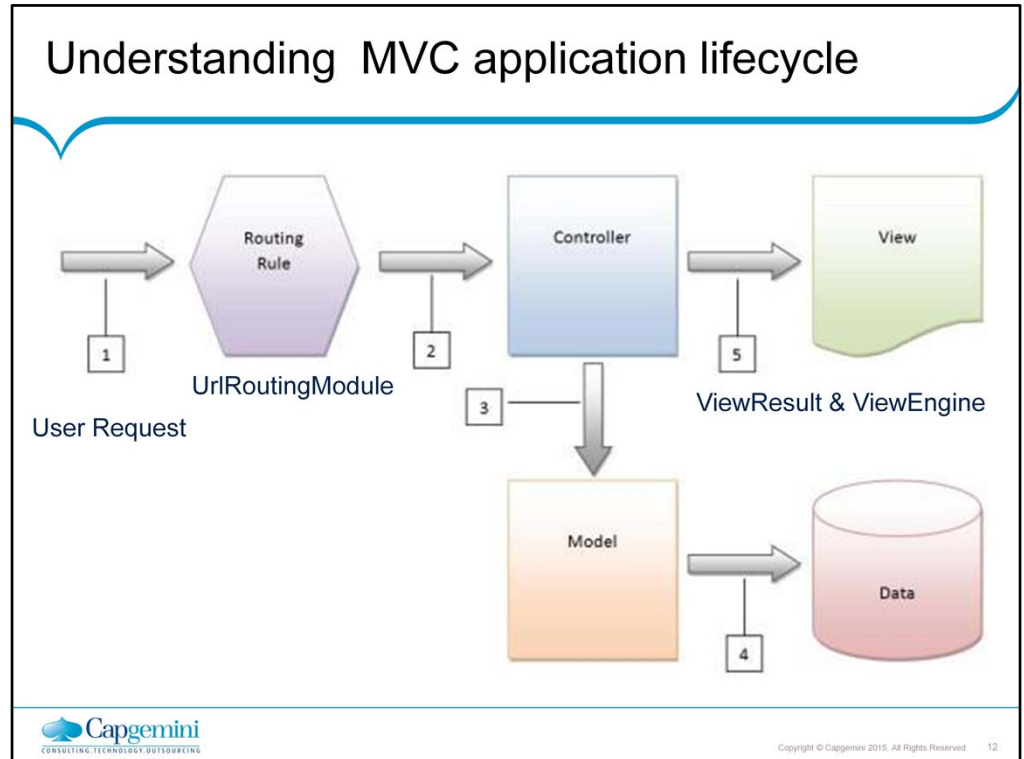 Understanding  MVC application lifecycle
Routing
Rule
Controller
View
1
2
5
UrlRoutingModule
3
ViewResult & ViewEngine
User Request
Model
Data
4
Capgemini
CONSULTING.TECHNOLOGY.OUTSOURCING
Copyright © Capgemini 2015. All Rights Reserved 12